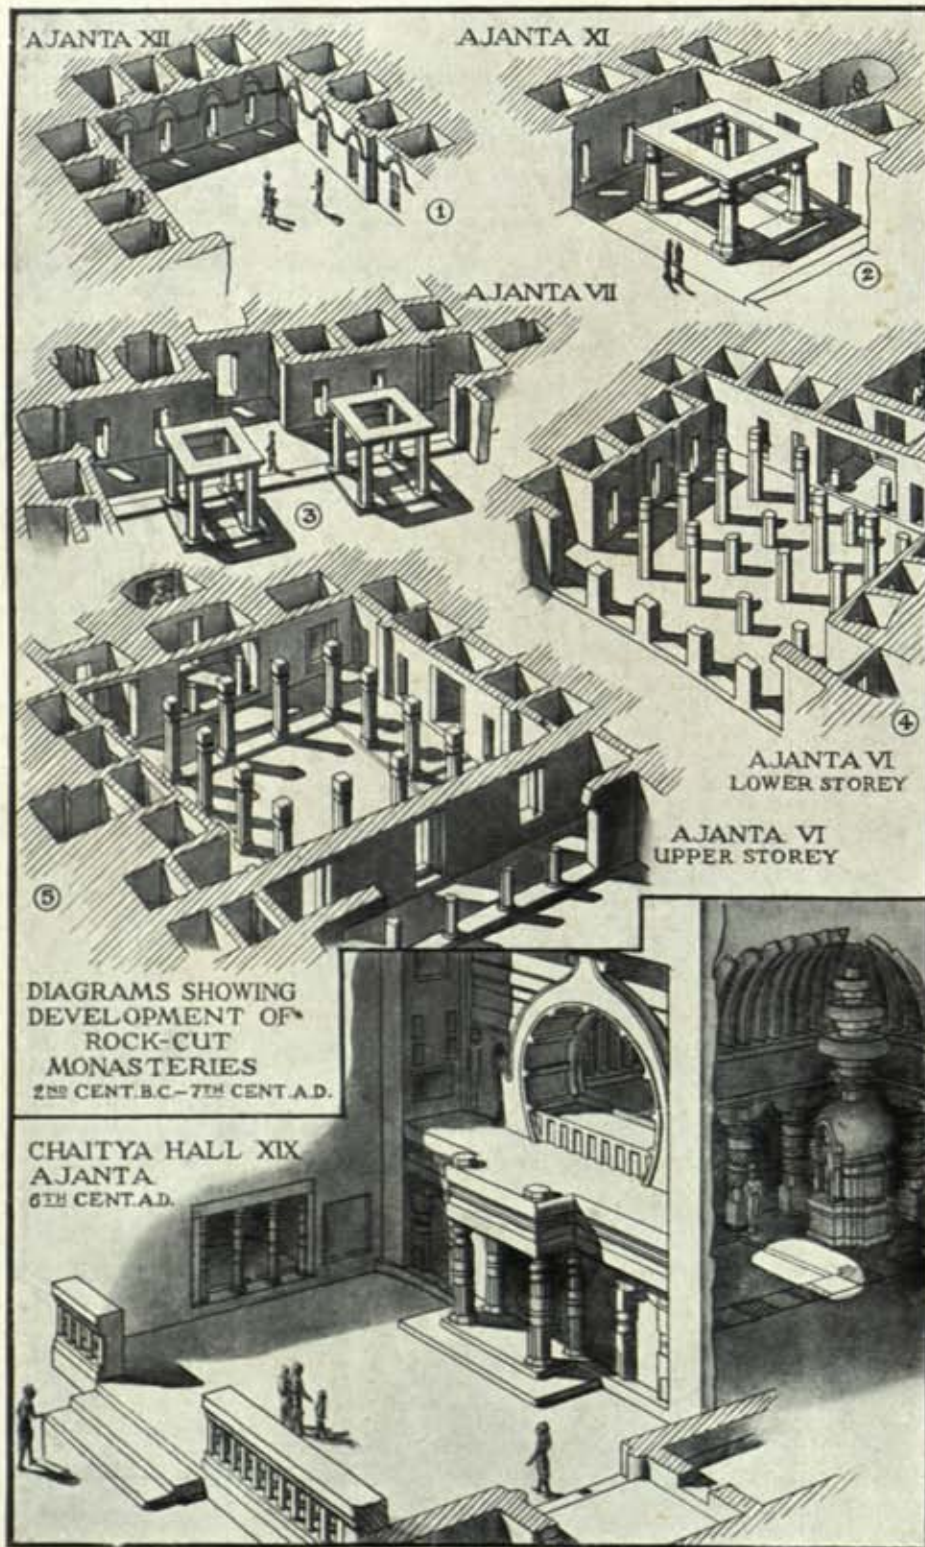 AJANTA XII
AJANTA XI
①
②
AJANTA VII
③
④
AJANTA VI
LOWER STOREY
AJANTA VI
UPPER STOREY
⑤
DIAGRAMS SHOWING
DEVELOPMENT OF
ROCK-CUT
MONASTERIES
2ND CENT. B.C.–7TH CENT. A.D.
CHAITYA HALL XIX
AJANTA
6TH CENT. A.D.